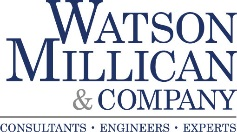 WATSON
MILLICAN
& COMPANY
CONSULTANTS • ENGINEERS • EXPERTS